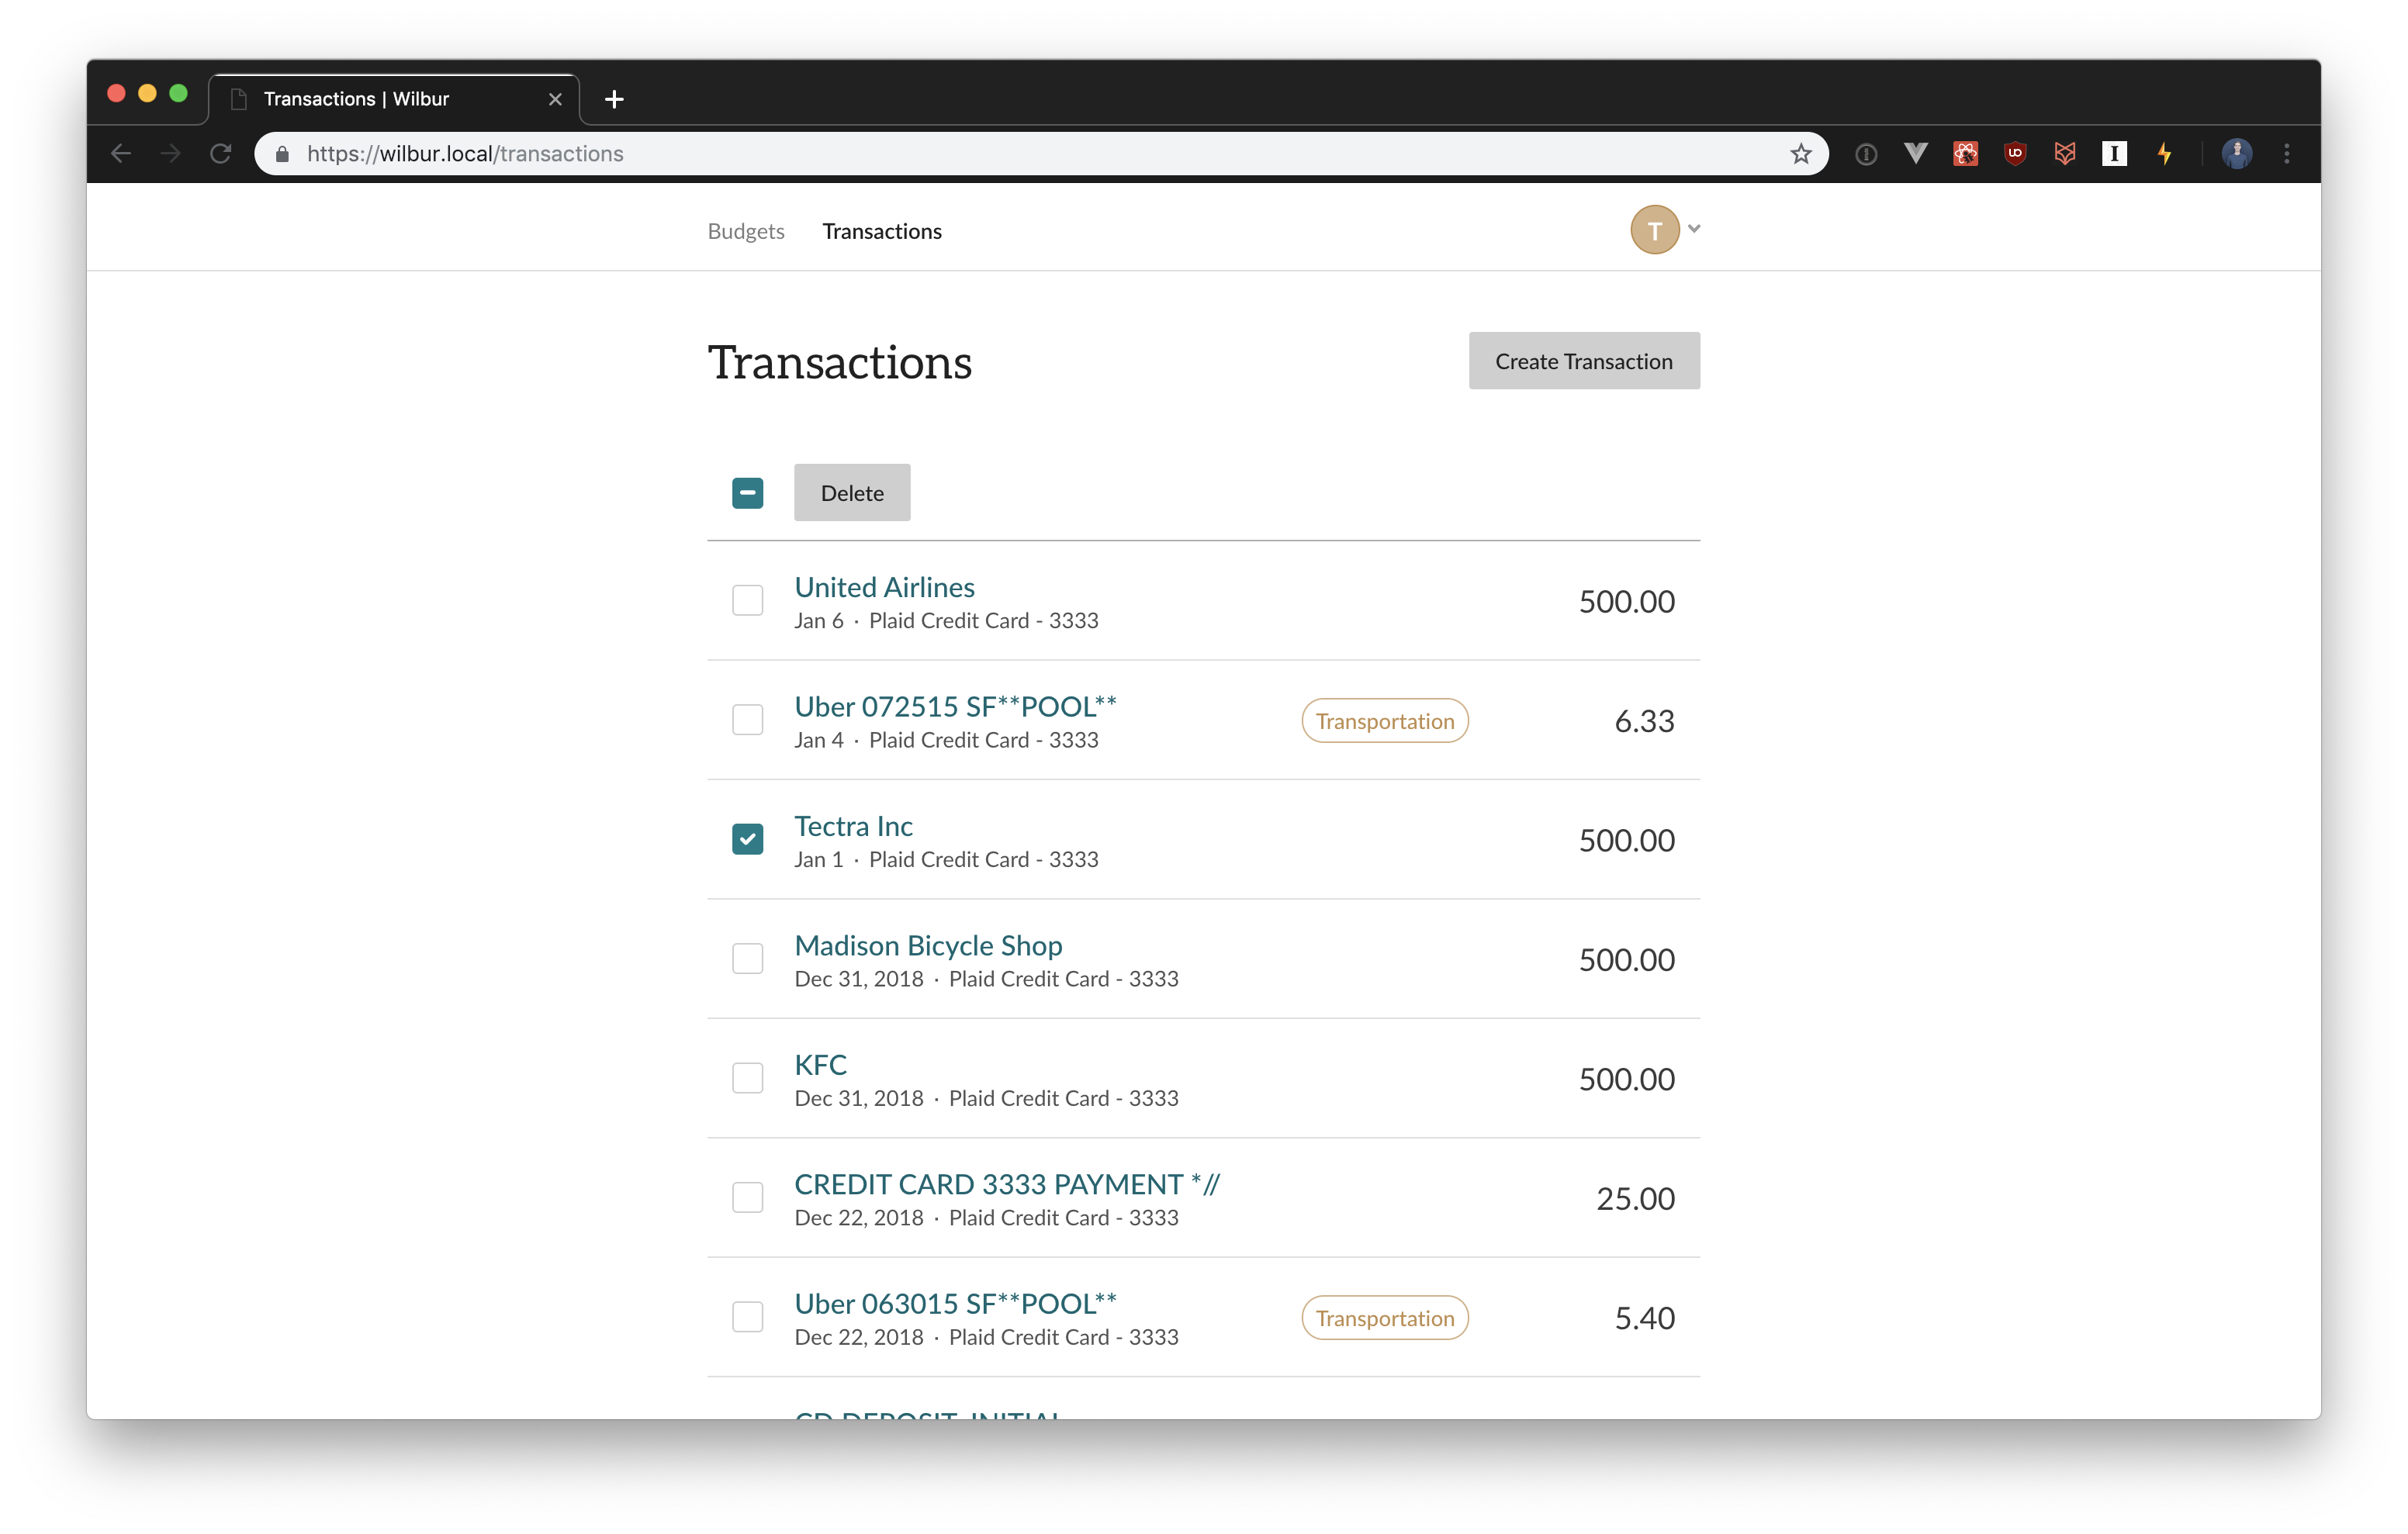 Transactions | Wilbur
https://wilbur.local/transactions
Budgets Transactions T
Transactions Create Transaction
Delete
United Airlines
Jan 6 · Plaid Credit Card - 3333
500.00
Uber 072515 SF**POOL**
Jan 4 · Plaid Credit Card - 3333
Transportation
6.33
Tectra Inc
Jan 1 · Plaid Credit Card - 3333
500.00
Madison Bicycle Shop
Dec 31, 2018 · Plaid Credit Card - 3333
500.00
KFC
Dec 31, 2018 · Plaid Credit Card - 3333
500.00
CREDIT CARD 3333 PAYMENT *//
Dec 22, 2018 · Plaid Credit Card - 3333
25.00
Uber 063015 SF**POOL**
Dec 22, 2018 · Plaid Credit Card - 3333
Transportation
5.40
CD DEPOSIT .INITIAL.